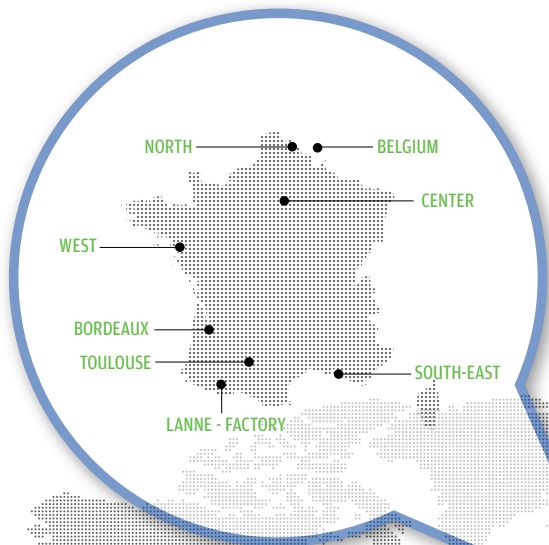 NORTH
BELGIUM
CENTER
WEST
BORDEAUX
TOULOUSE
SOUTH-EAST
LANNE - FACTORY